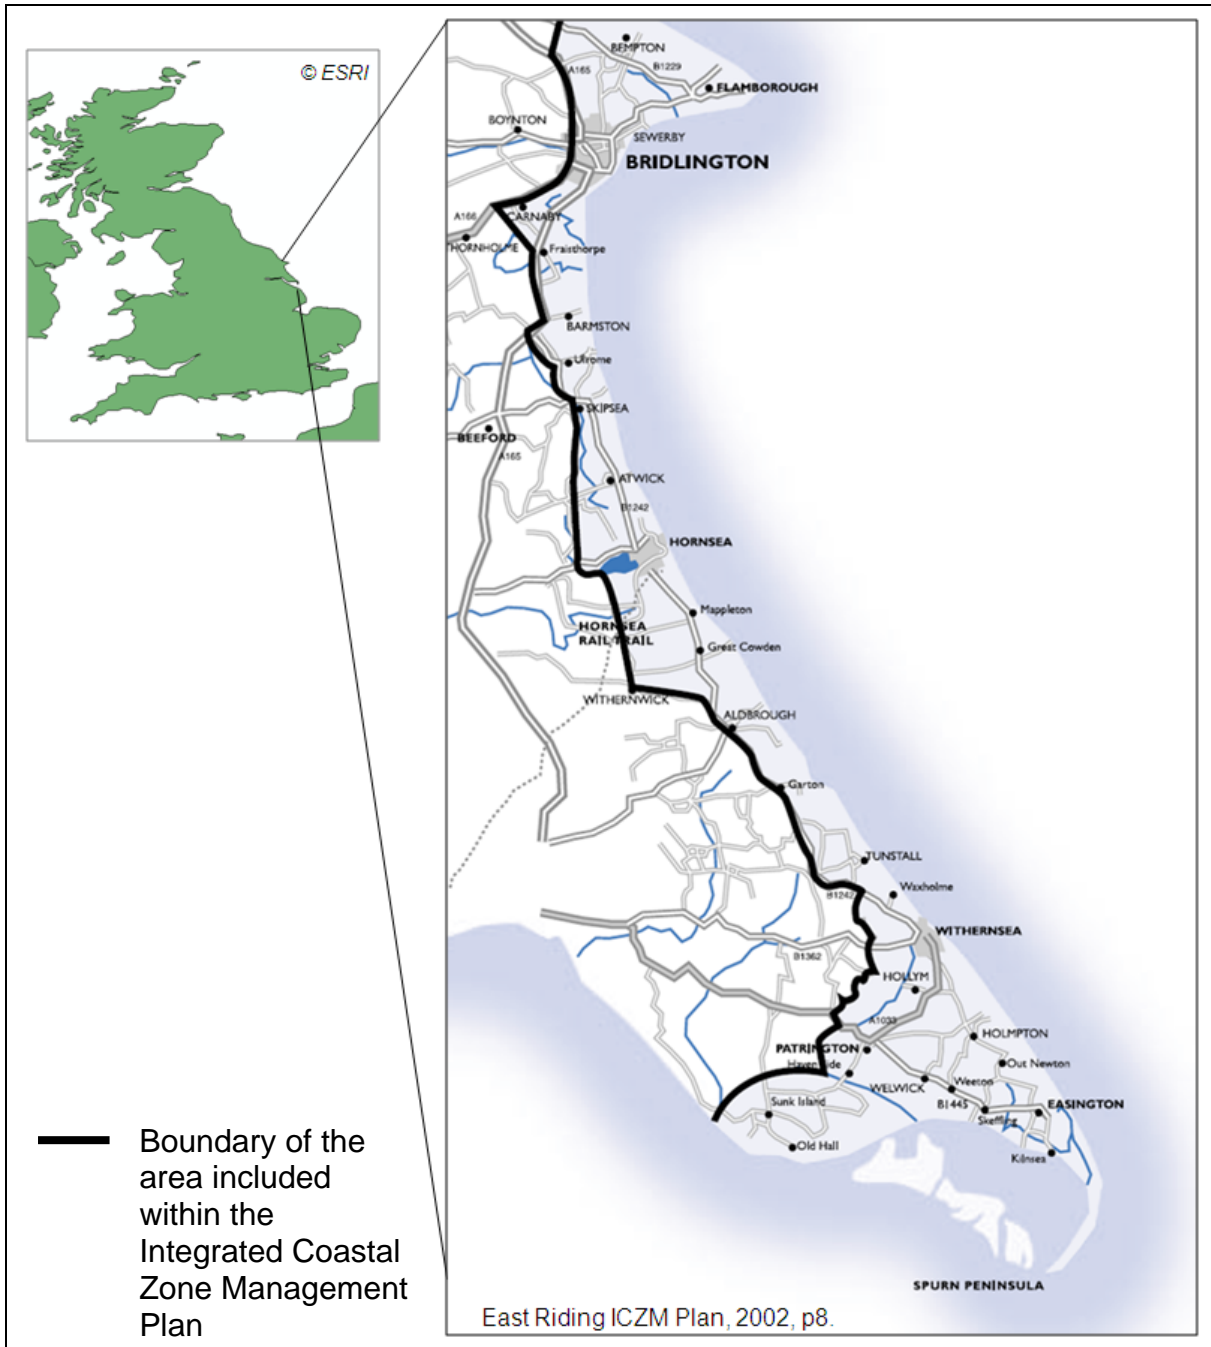 © ESRI
BEMPTON
A165
B1229
FLAMBOROUGH
BOYNTON
SEWERBY
BRIDLINGTON
A166
CARNABY
THORNHOLME
Fraisthorpe
BARMSTON
Ulrome
SKIPSEA
BEEFORD
A165
ATWICK
B1242
HORNSEA
Mappleton
HORNSEA
RAIL TRAIL
Great Cowden
WITHERNWICK
ALDBROUGH
Garton
TUNSTALL
Waxholme
B1242
WITHERNSEA
B1362
HOLLYM
A1033
HOLMPTON
PATRINGTON
Haven Side
Out Newton
WELWICK
Weeton
Sunk Island
B1445
EASINGTON
Skeffling
Old Hall
Kilnsea
SPURN PENINSULA
Boundary of the
area included
within the
Integrated Coastal
Zone Management
Plan
East Riding ICZM Plan, 2002, p8.